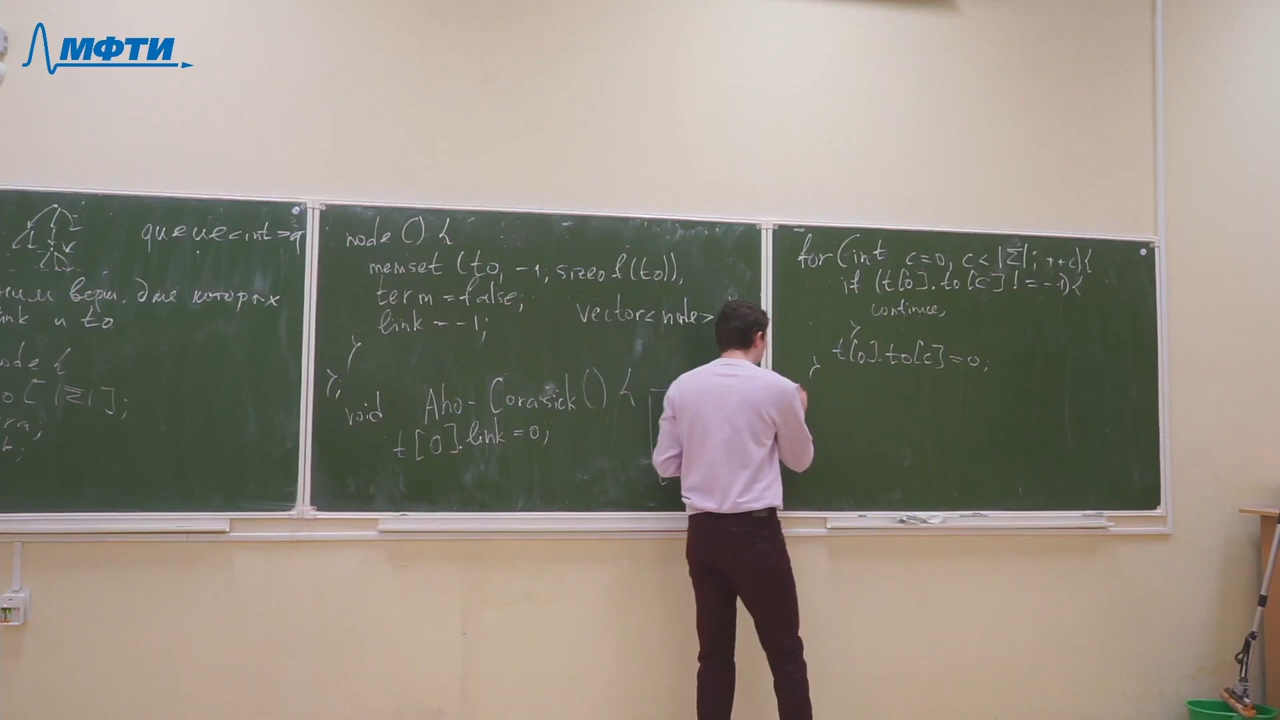 МФТИ
queue<int>q
верш. для которых
link и to
node {
to[|Σ|];
node () {
memset (to, -1, sizeof(to));
term = false;
link = -1;
vector<node>
}
};
void Aho-Corasick() {
t[0].link = 0;
for(int c=0; c<|Σ|; ++c){
if (t[0].to[c] != -1){
continue;
}
t[0].to[c] = 0;
}